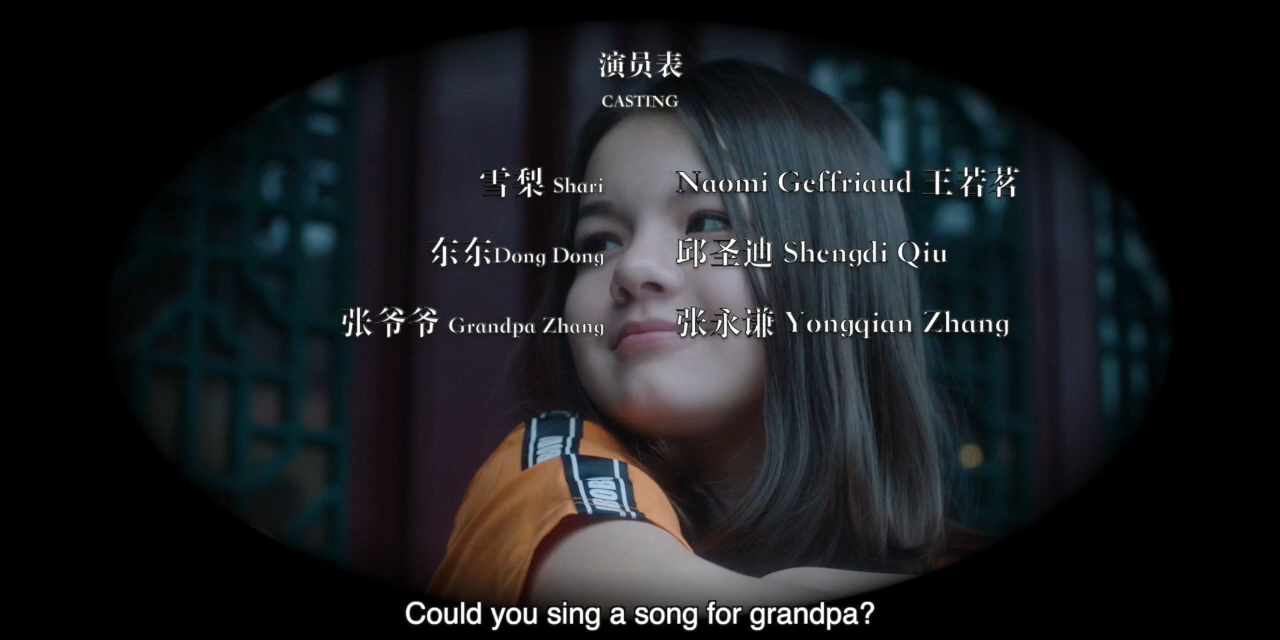 演员表
CASTING
雪梨 Shari Naomi Geffriaud 王若茗
东东Dong Dong 邱圣迪 Shengdi Qiu
张爷爷 Grandpa Zhang 张永谦 Yongqian Zhang
Could you sing a song for grandpa?